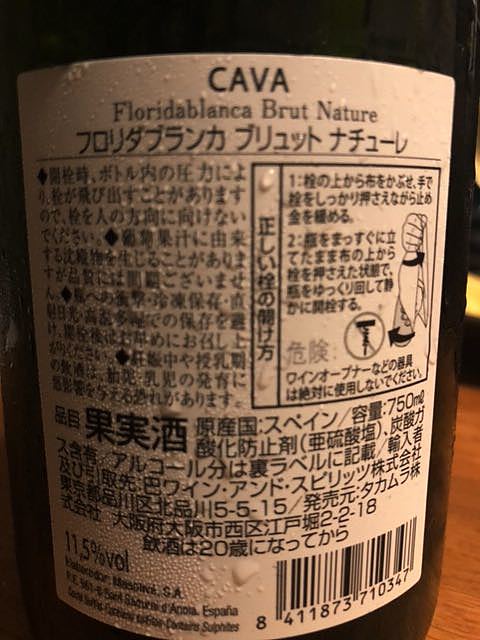 CAVA
Floridablanca Brut Nature
フロリダブランカ ブリュット ナチューレ
◆開栓時、ボトル内の圧力によ
り、栓が飛び出すことがあります
ので、栓を人の方向に向けない
でください。◆葡萄果汁に由来
する沈殿物を生じることがありま
すが品質には問題ございませ
ん。◆瓶への衝撃・冷凍保存・直
射日光・高温多湿での保存を避
け、開栓後はお早めにお召し上
がりください。◆妊娠中や授乳期
の飲酒は、胎児・乳児の発育に
悪影響を与える恐れがあります。
正しい栓の開け方
1:栓の上から布をかぶせ、手で
栓をしっかり押さえながら止め
金を緩める。
2:瓶をまっすぐに立
てたまま布の上から
栓を押さえた状態で、
瓶をゆっくり回して静
かに開栓する。
危険:
ワインオープナーなどの器具
は絶対に使用しないでください。
品目 果実酒 原産国:スペイン/容量:750㎖
酸化防止剤(亜硫酸塩)、炭酸ガ
ス含有 アルコール分は裏ラベルに記載/輸入者
及び引取先:巴ワイン・アンド・スピリッツ株式会社
東京都品川区北品川5-5-15/発売元:タカムラ株
式会社 大阪府大阪市西区江戸堀2-2-18
飲酒は20歳になってから
11,5%vol
Elaborador: Massavé, S.A.
P.E. 961-8 Sant Sadurní d'Anoia. España
Contains Sulphites
8 411873 710347